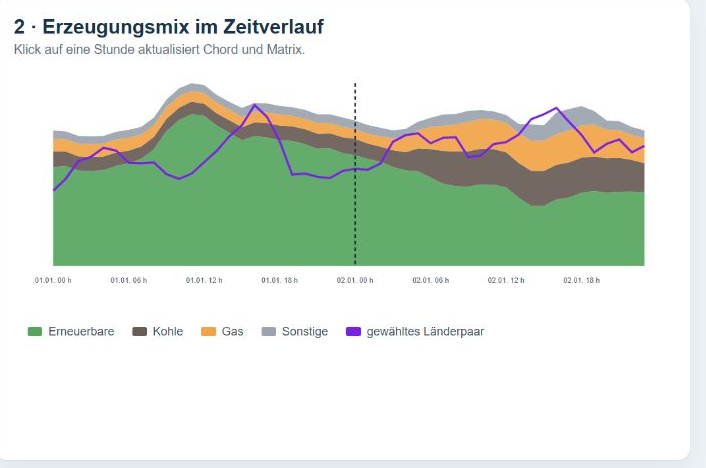 2 · Erzeugungsmix im Zeitverlauf
Klick auf eine Stunde aktualisiert Chord und Matrix.
01.01. 00 h 01.01. 06 h 01.01. 12 h 01.01. 18 h 02.01. 00 h 02.01. 06 h 02.01. 12 h 02.01. 18 h
Erneuerbare Kohle Gas Sonstige gewähltes Länderpaar